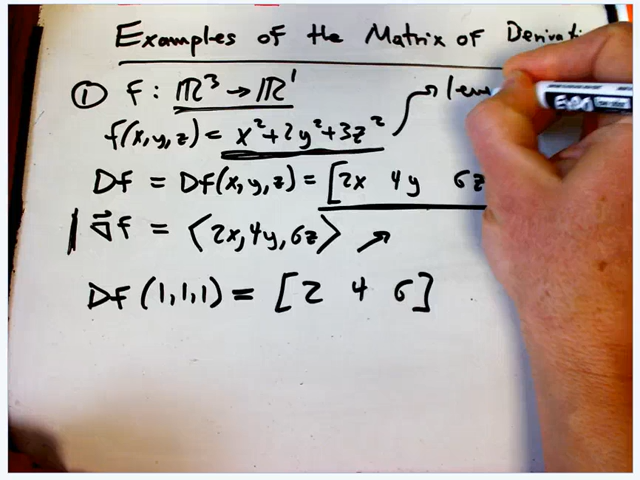 Examples of the Matrix of
① f: ℝ³ → ℝ¹
f(x,y,z) = x²+2y²+3z²
Df = Df(x,y,z) = [2x 4y 6z
∇⃗f = ⟨2x,4y,6z⟩
Df(1,1,1) = [2 4 6]
EXPO